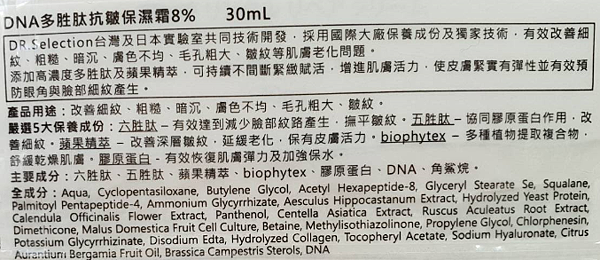 DNA多胜肽抗皺保濕霜8%　30mL
DR.Selection台灣及日本實驗室共同技術開發，採用國際大廠保養成份及獨家技術，有效改善細
紋、粗糙、暗沉、膚色不均、毛孔粗大、皺紋等肌膚老化問題。
添加高濃度多胜肽及蘋果精萃，可持續不間斷緊緻賦活，增進肌膚活力，使皮膚緊實有彈性並有效預
防眼角與臉部細紋產生。
產品用途：改善細紋、粗糙、暗沉、膚色不均、毛孔粗大、皺紋。
嚴選5大保養成份：六胜肽 – 有效達到減少臉部紋路產生，撫平皺紋。五胜肽 – 協同膠原蛋白作用，改
善細紋。蘋果精萃 – 改善深層皺紋，延緩老化，保有皮膚活力。biophytex – 多種植物提取複合物，
舒緩乾燥肌膚。膠原蛋白 - 有效恢復肌膚彈力及加強保水。
主要成分：六胜肽、五胜肽、蘋果精萃、biophytex、膠原蛋白、DNA、角鯊烷。
全成分：Aqua, Cyclopentasiloxane, Butylene Glycol, Acetyl Hexapeptide-8, Glyceryl Stearate Se, Squalane,
Palmitoyl Pentapeptide-4, Ammonium Glycyrrhizate, Aesculus Hippocastanum Extract, Hydrolyzed Yeast Protein,
Calendula Officinalis Flower Extract, Panthenol, Centella Asiatica Extract, Ruscus Aculeatus Root Extract,
Dimethicone, Malus Domestica Fruit Cell Culture, Betaine, Methylisothiazolinone, Propylene Glycol, Chlorphenesin,
Potassium Glycyrrhizinate, Disodium Edta, Hydrolyzed Collagen, Tocopheryl Acetate, Sodium Hyaluronate, Citrus
Aurantium Bergamia Fruit Oil, Brassica Campestris Sterols, DNA